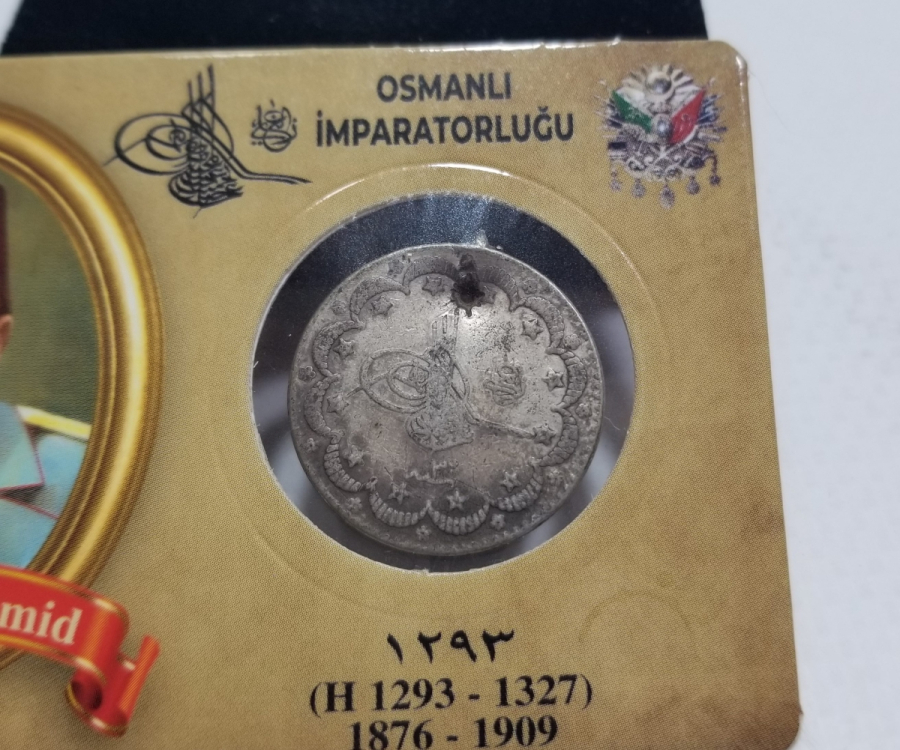 OSMANLI
İMPARATORLUĞU
mid
١٢٩٣
(H 1293 - 1327)
1876 - 1909